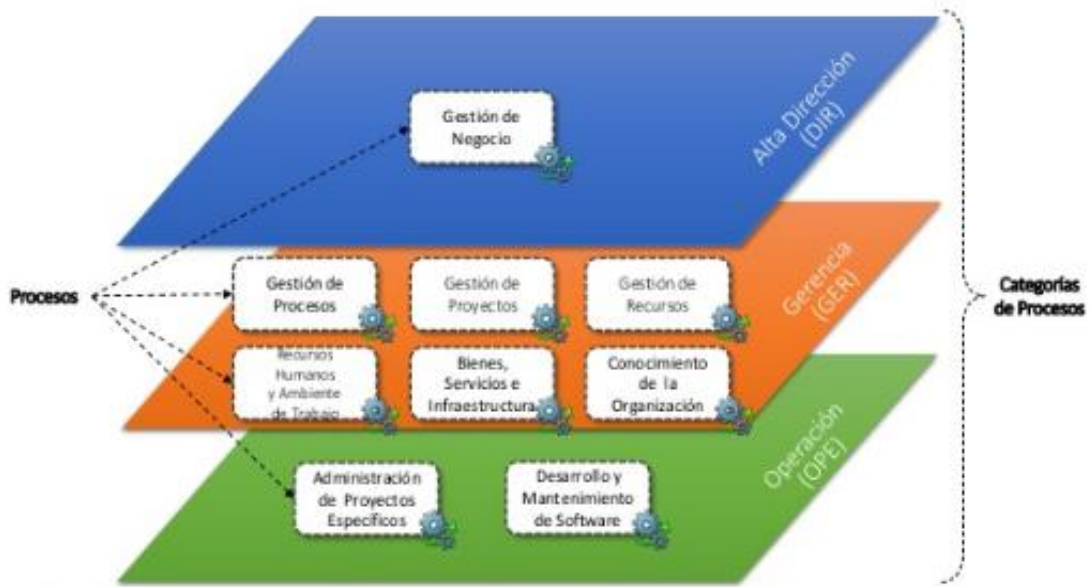 Gestión de
Negocio
Alta Dirección
(DIR)
Procesos
Gestión de
Procesos
Gestión de
Proyectos
Gestión de
Recursos
Gerencia
(GER)
Categorías
de Procesos
Recursos
Humanos
y Ambiente
de Trabajo
Bienes,
Servicios e
Infraestructura
Conocimiento
de la
Organización
Operación
(OPE)
Administración
de Proyectos
Específicos
Desarrollo y
Mantenimiento
de Software